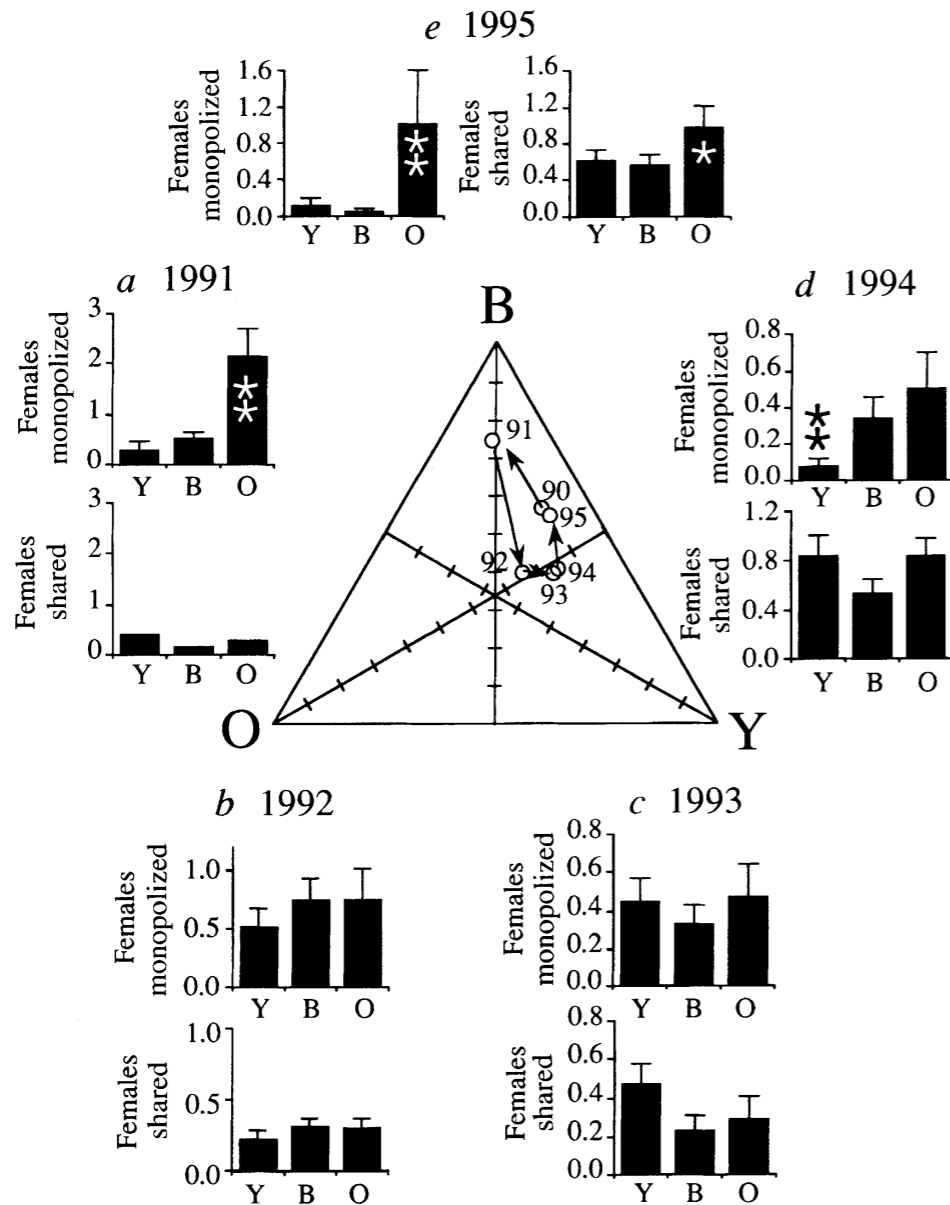 e 1995
Females monopolized
1.6
1.2
0.8
0.4
0.0
Y B O
Females shared
1.6
1.2
0.8
0.4
0.0
Y B O
a 1991
Females monopolized
3
2
1
0
Y B O
Females shared
3
2
1
0
Y B O
B
91
90
95
92
94
93
O
Y
d 1994
Females monopolized
0.8
0.6
0.4
0.2
0.0
Y B O
Females shared
1.2
0.8
0.4
0.0
Y B O
b 1992
Females monopolized
1.0
0.5
0.0
Y B O
Females shared
1.0
0.5
0.0
Y B O
c 1993
Females monopolized
0.8
0.6
0.4
0.2
0.0
Y B O
Females shared
0.8
0.6
0.4
0.2
0.0
Y B O